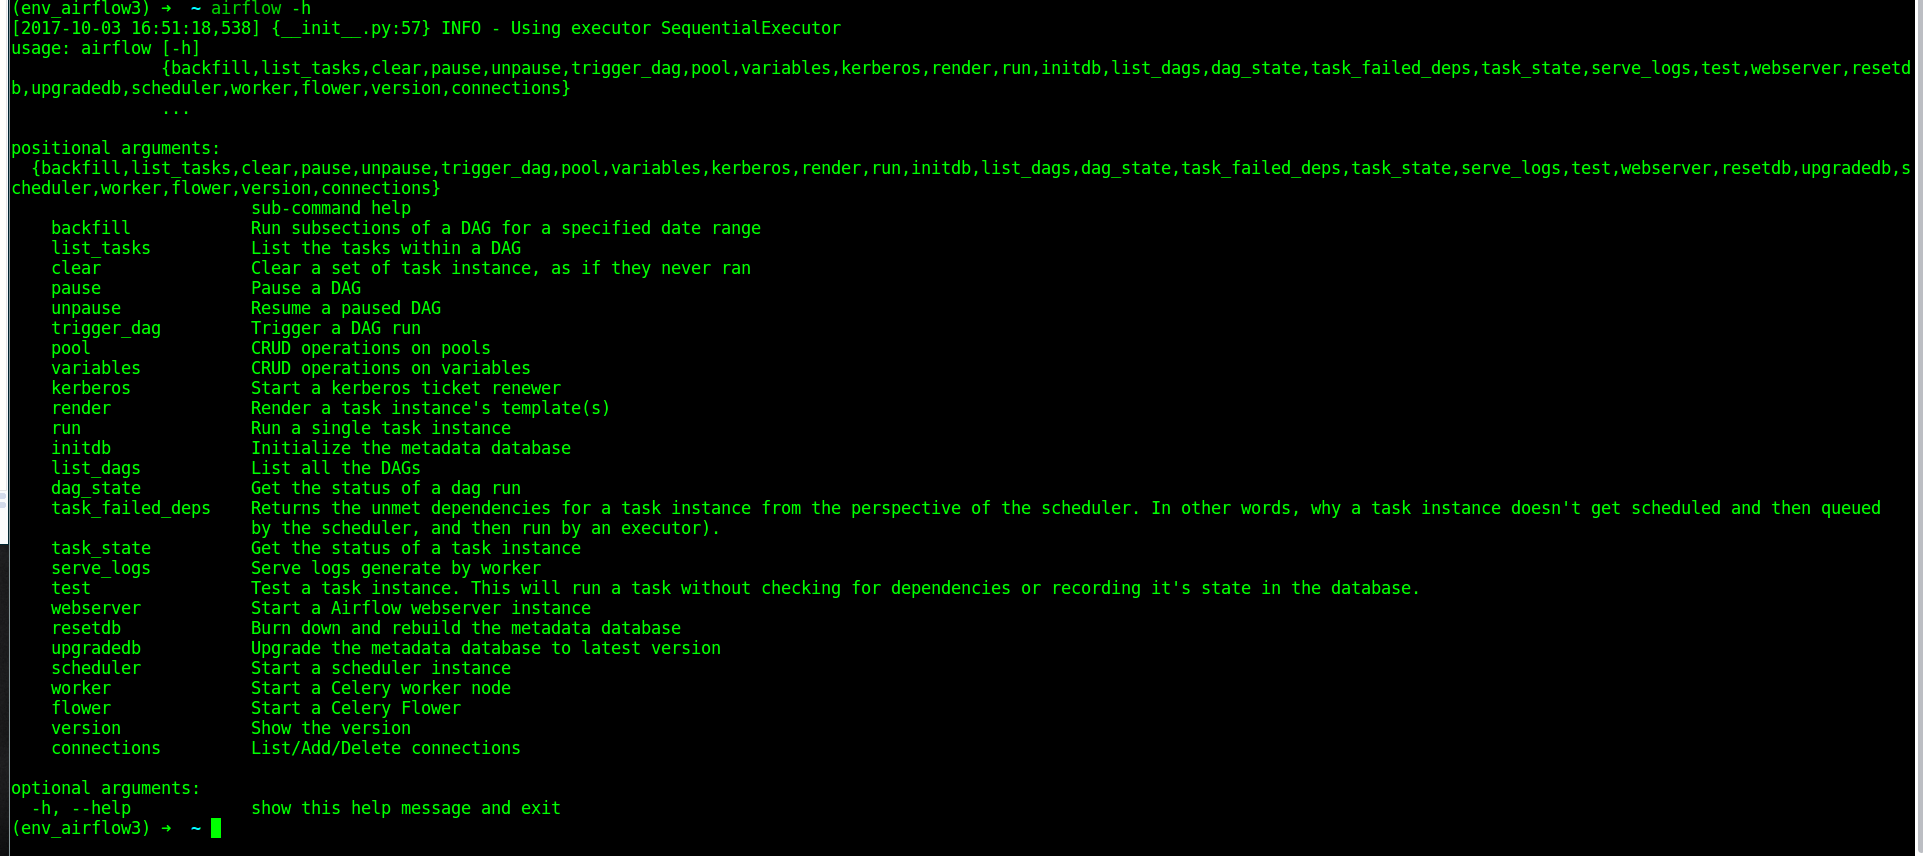 (env_airflow3) ➜  ~ airflow -h
[2017-10-03 16:51:18,538] {__init__.py:57} INFO - Using executor SequentialExecutor
usage: airflow [-h]
               {backfill,list_tasks,clear,pause,unpause,trigger_dag,pool,variables,kerberos,render,run,initdb,list_dags,dag_state,task_failed_deps,task_state,serve_logs,test,webserver,resetd
b,upgradedb,scheduler,worker,flower,version,connections}
               ...

positional arguments:
  {backfill,list_tasks,clear,pause,unpause,trigger_dag,pool,variables,kerberos,render,run,initdb,list_dags,dag_state,task_failed_deps,task_state,serve_logs,test,webserver,resetdb,upgradedb,s
cheduler,worker,flower,version,connections}
                        sub-command help
    backfill            Run subsections of a DAG for a specified date range
    list_tasks          List the tasks within a DAG
    clear               Clear a set of task instance, as if they never ran
    pause               Pause a DAG
    unpause             Resume a paused DAG
    trigger_dag         Trigger a DAG run
    pool                CRUD operations on pools
    variables           CRUD operations on variables
    kerberos            Start a kerberos ticket renewer
    render              Render a task instance's template(s)
    run                 Run a single task instance
    initdb              Initialize the metadata database
    list_dags           List all the DAGs
    dag_state           Get the status of a dag run
    task_failed_deps    Returns the unmet dependencies for a task instance from the perspective of the scheduler. In other words, why a task instance doesn't get scheduled and then queued
                        by the scheduler, and then run by an executor).
    task_state          Get the status of a task instance
    serve_logs          Serve logs generate by worker
    test                Test a task instance. This will run a task without checking for dependencies or recording it's state in the database.
    webserver           Start a Airflow webserver instance
    resetdb             Burn down and rebuild the metadata database
    upgradedb           Upgrade the metadata database to latest version
    scheduler           Start a scheduler instance
    worker              Start a Celery worker node
    flower              Start a Celery Flower
    version             Show the version
    connections         List/Add/Delete connections

optional arguments:
  -h, --help            show this help message and exit
(env_airflow3) ➜  ~